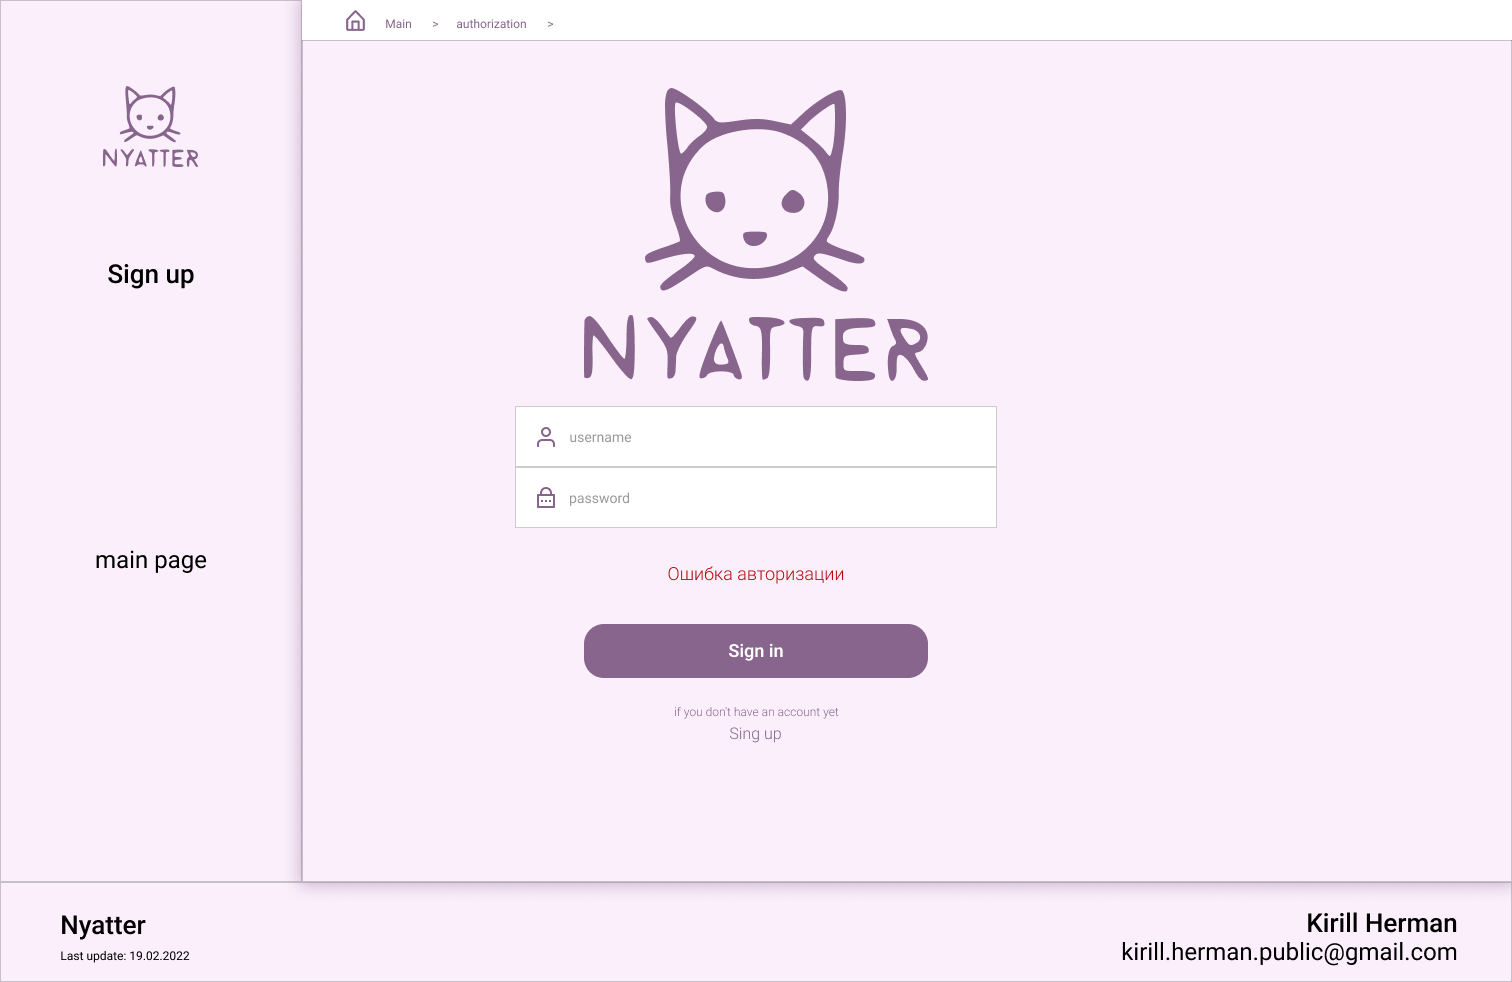 Main > authorization >
NYATTER
Sign up
main page
NYATTER
username
password
Ошибка авторизации
Sign in
if you don't have an account yet
Sing up
Nyatter
Last update: 19.02.2022
Kirill Herman
kirill.herman.public@gmail.com